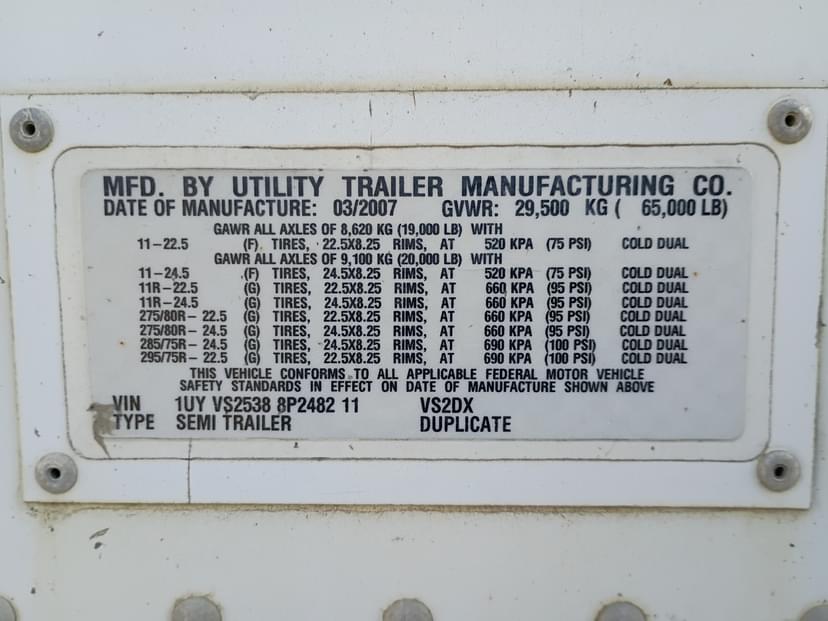 MFD. BY UTILITY TRAILER MANUFACTURING CO.
DATE OF MANUFACTURE: 03/2007 GVWR: 29,500 KG ( 65,000 LB)
GAWR ALL AXLES OF 8,620 KG (19,000 LB) WITH
11-22.5 (F) TIRES, 22.5X8.25 RIMS, AT 520 KPA (75 PSI) COLD DUAL
GAWR ALL AXLES OF 9,100 KG (20,000 LB) WITH
11-24.5 (F) TIRES, 24.5X8.25 RIMS, AT 520 KPA (75 PSI) COLD DUAL
11R-22.5 (G) TIRES, 22.5X8.25 RIMS, AT 660 KPA (95 PSI) COLD DUAL
11R-24.5 (G) TIRES, 24.5X8.25 RIMS, AT 660 KPA (95 PSI) COLD DUAL
275/80R- 22.5 (G) TIRES, 22.5X8.25 RIMS, AT 660 KPA (95 PSI) COLD DUAL
275/80R- 24.5 (G) TIRES, 24.5X8.25 RIMS, AT 660 KPA (95 PSI) COLD DUAL
285/75R- 24.5 (G) TIRES, 24.5X8.25 RIMS, AT 690 KPA (100 PSI) COLD DUAL
295/75R- 22.5 (G) TIRES, 22.5X8.25 RIMS, AT 690 KPA (100 PSI) COLD DUAL
THIS VEHICLE CONFORMS TO ALL APPLICABLE FEDERAL MOTOR VEHICLE
SAFETY STANDARDS IN EFFECT ON DATE OF MANUFACTURE SHOWN ABOVE
VIN 1UY VS2538 8P2482 11 VS2DX
TYPE SEMI TRAILER DUPLICATE